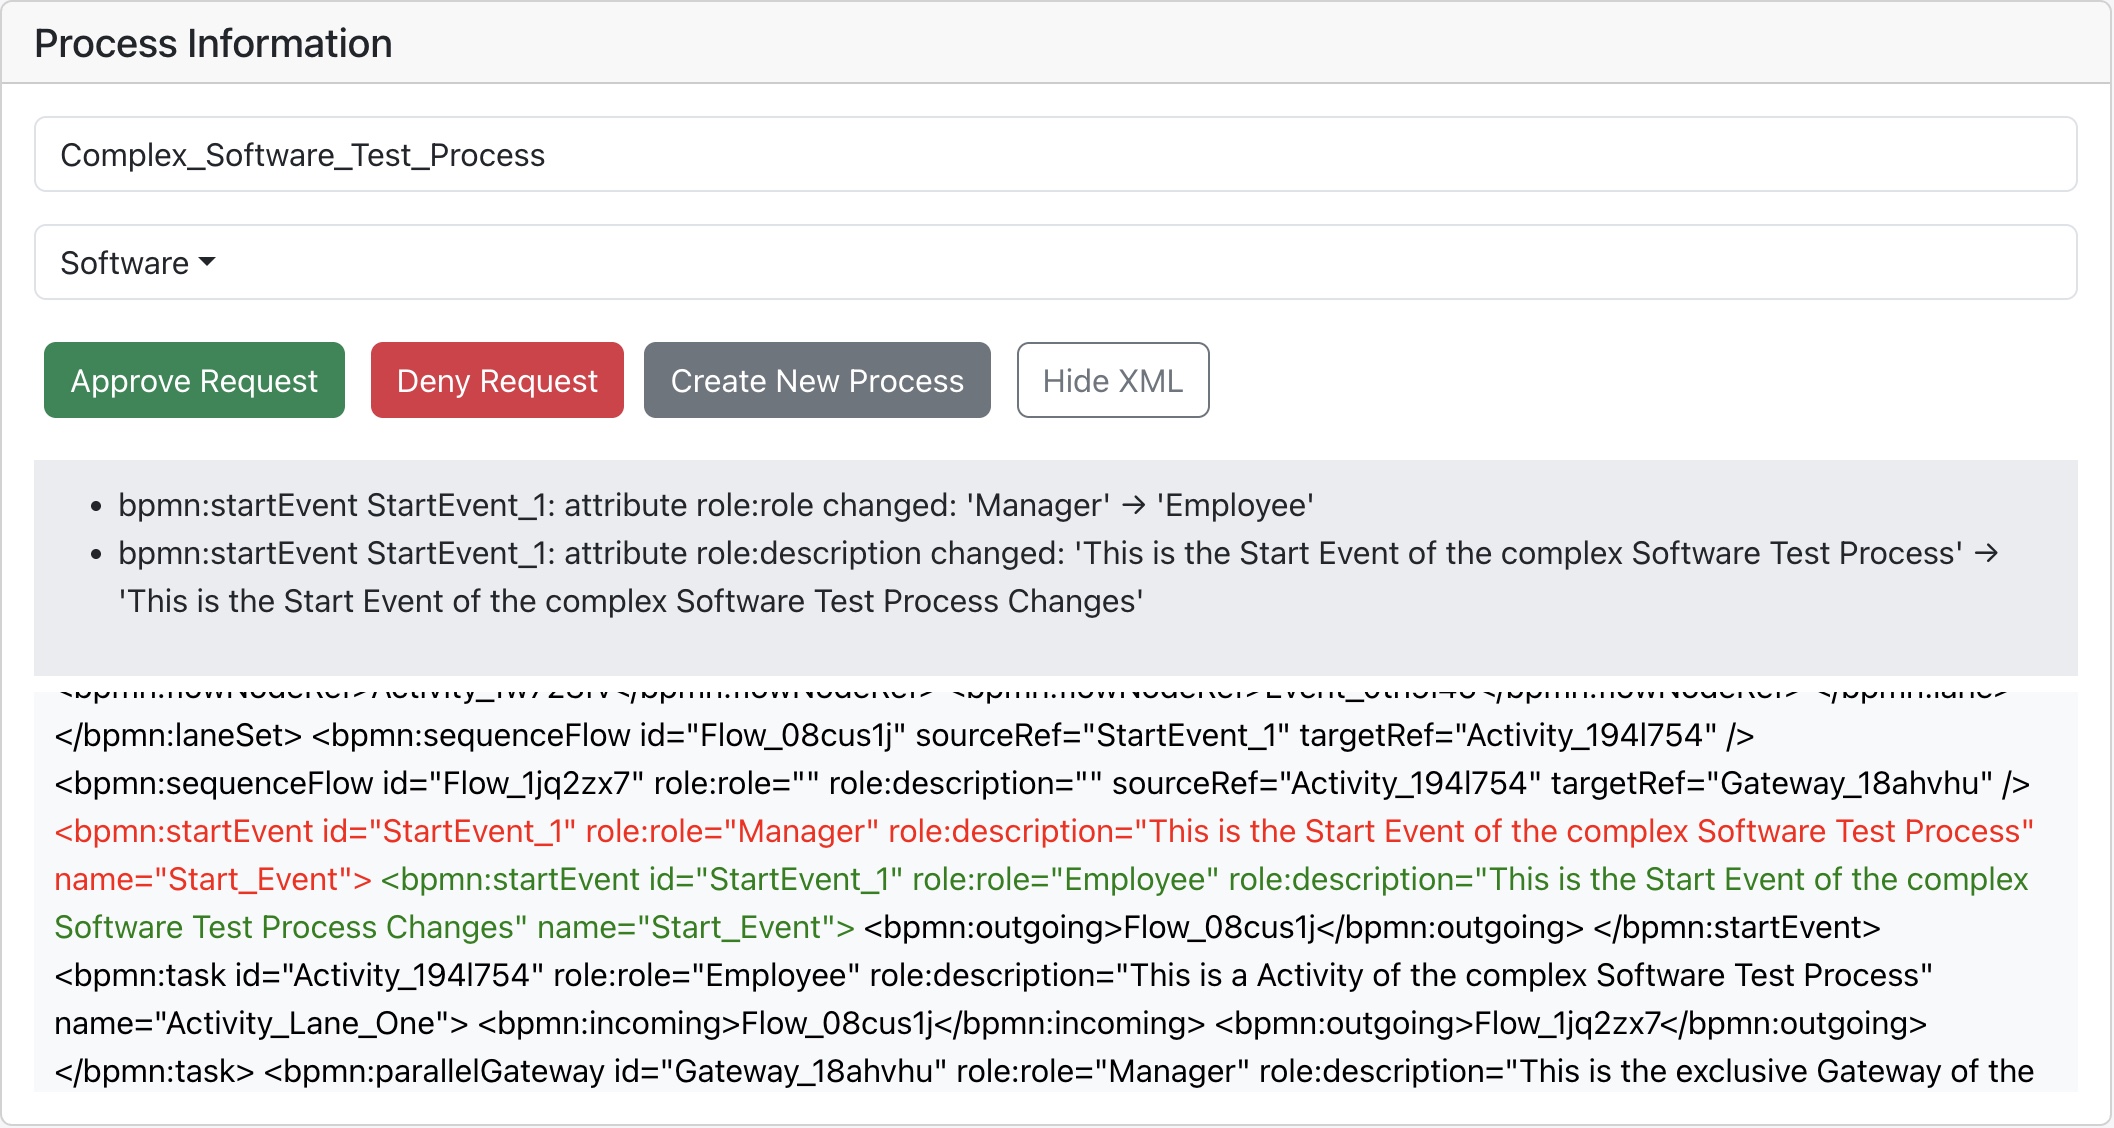 Process Information
Complex_Software_Test_Process
Software
Approve Request
Deny Request
Create New Process
Hide XML
• bpmn:startEvent StartEvent_1: attribute role:role changed: 'Manager' → 'Employee'
• bpmn:startEvent StartEvent_1: attribute role:description changed: 'This is the Start Event of the complex Software Test Process' →
'This is the Start Event of the complex Software Test Process Changes'
</bpmn:laneSet> <bpmn:sequenceFlow id="Flow_08cus1j" sourceRef="StartEvent_1" targetRef="Activity_194l754" />
<bpmn:sequenceFlow id="Flow_1jq2zx7" role:role="" role:description="" sourceRef="Activity_194l754" targetRef="Gateway_18ahvhu" />
<bpmn:startEvent id="StartEvent_1" role:role="Manager" role:description="This is the Start Event of the complex Software Test Process"
name="Start_Event"> <bpmn:startEvent id="StartEvent_1" role:role="Employee" role:description="This is the Start Event of the complex
Software Test Process Changes" name="Start_Event"> <bpmn:outgoing>Flow_08cus1j</bpmn:outgoing> </bpmn:startEvent>
<bpmn:task id="Activity_194l754" role:role="Employee" role:description="This is a Activity of the complex Software Test Process"
name="Activity_Lane_One"> <bpmn:incoming>Flow_08cus1j</bpmn:incoming> <bpmn:outgoing>Flow_1jq2zx7</bpmn:outgoing>
</bpmn:task> <bpmn:parallelGateway id="Gateway_18ahvhu" role:role="Manager" role:description="This is the exclusive Gateway of the